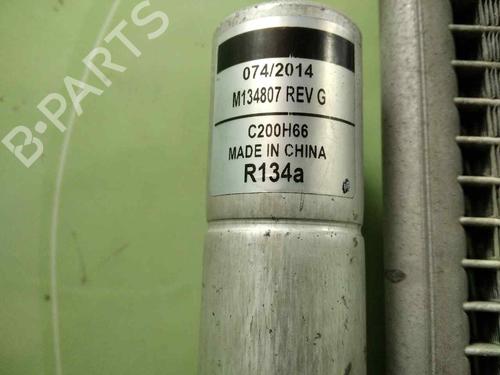 B-PARTS
074/2014
M134807 REV G
C200H66
MADE IN CHINA
R134a